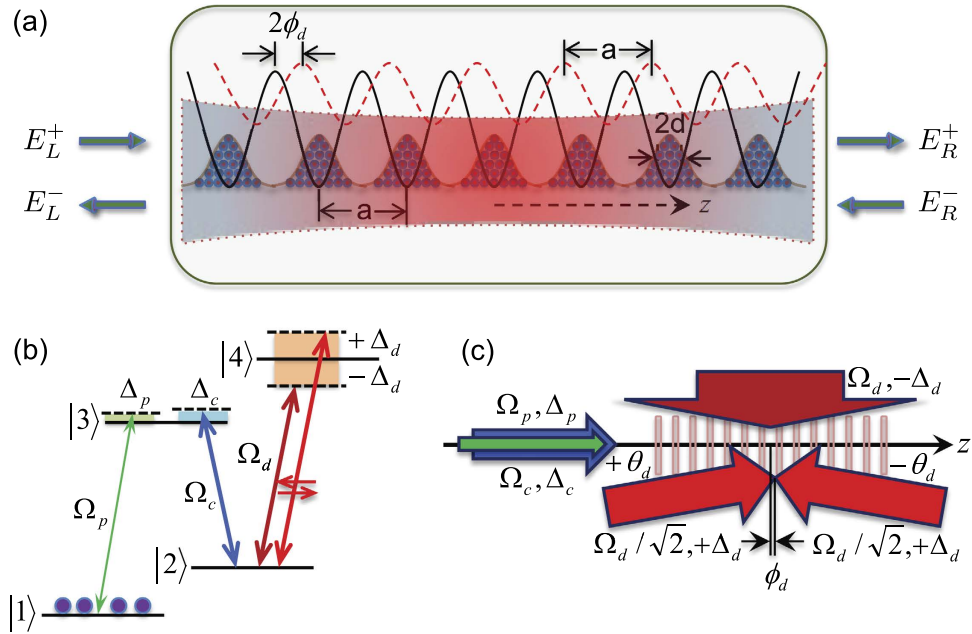 (a)
2ϕ_d
a
2d
E_L^+
E_R^+
E_L^-
E_R^-
a
z
(b)
|4⟩
+Δ_d
−Δ_d
Δ_p
Δ_c
|3⟩
Ω_d
Ω_p
Ω_c
|2⟩
|1⟩
(c)
Ω_d, −Δ_d
Ω_p, Δ_p
z
+θ_d
−θ_d
Ω_c, Δ_c
Ω_d / √2, +Δ_d
Ω_d / √2, +Δ_d
ϕ_d